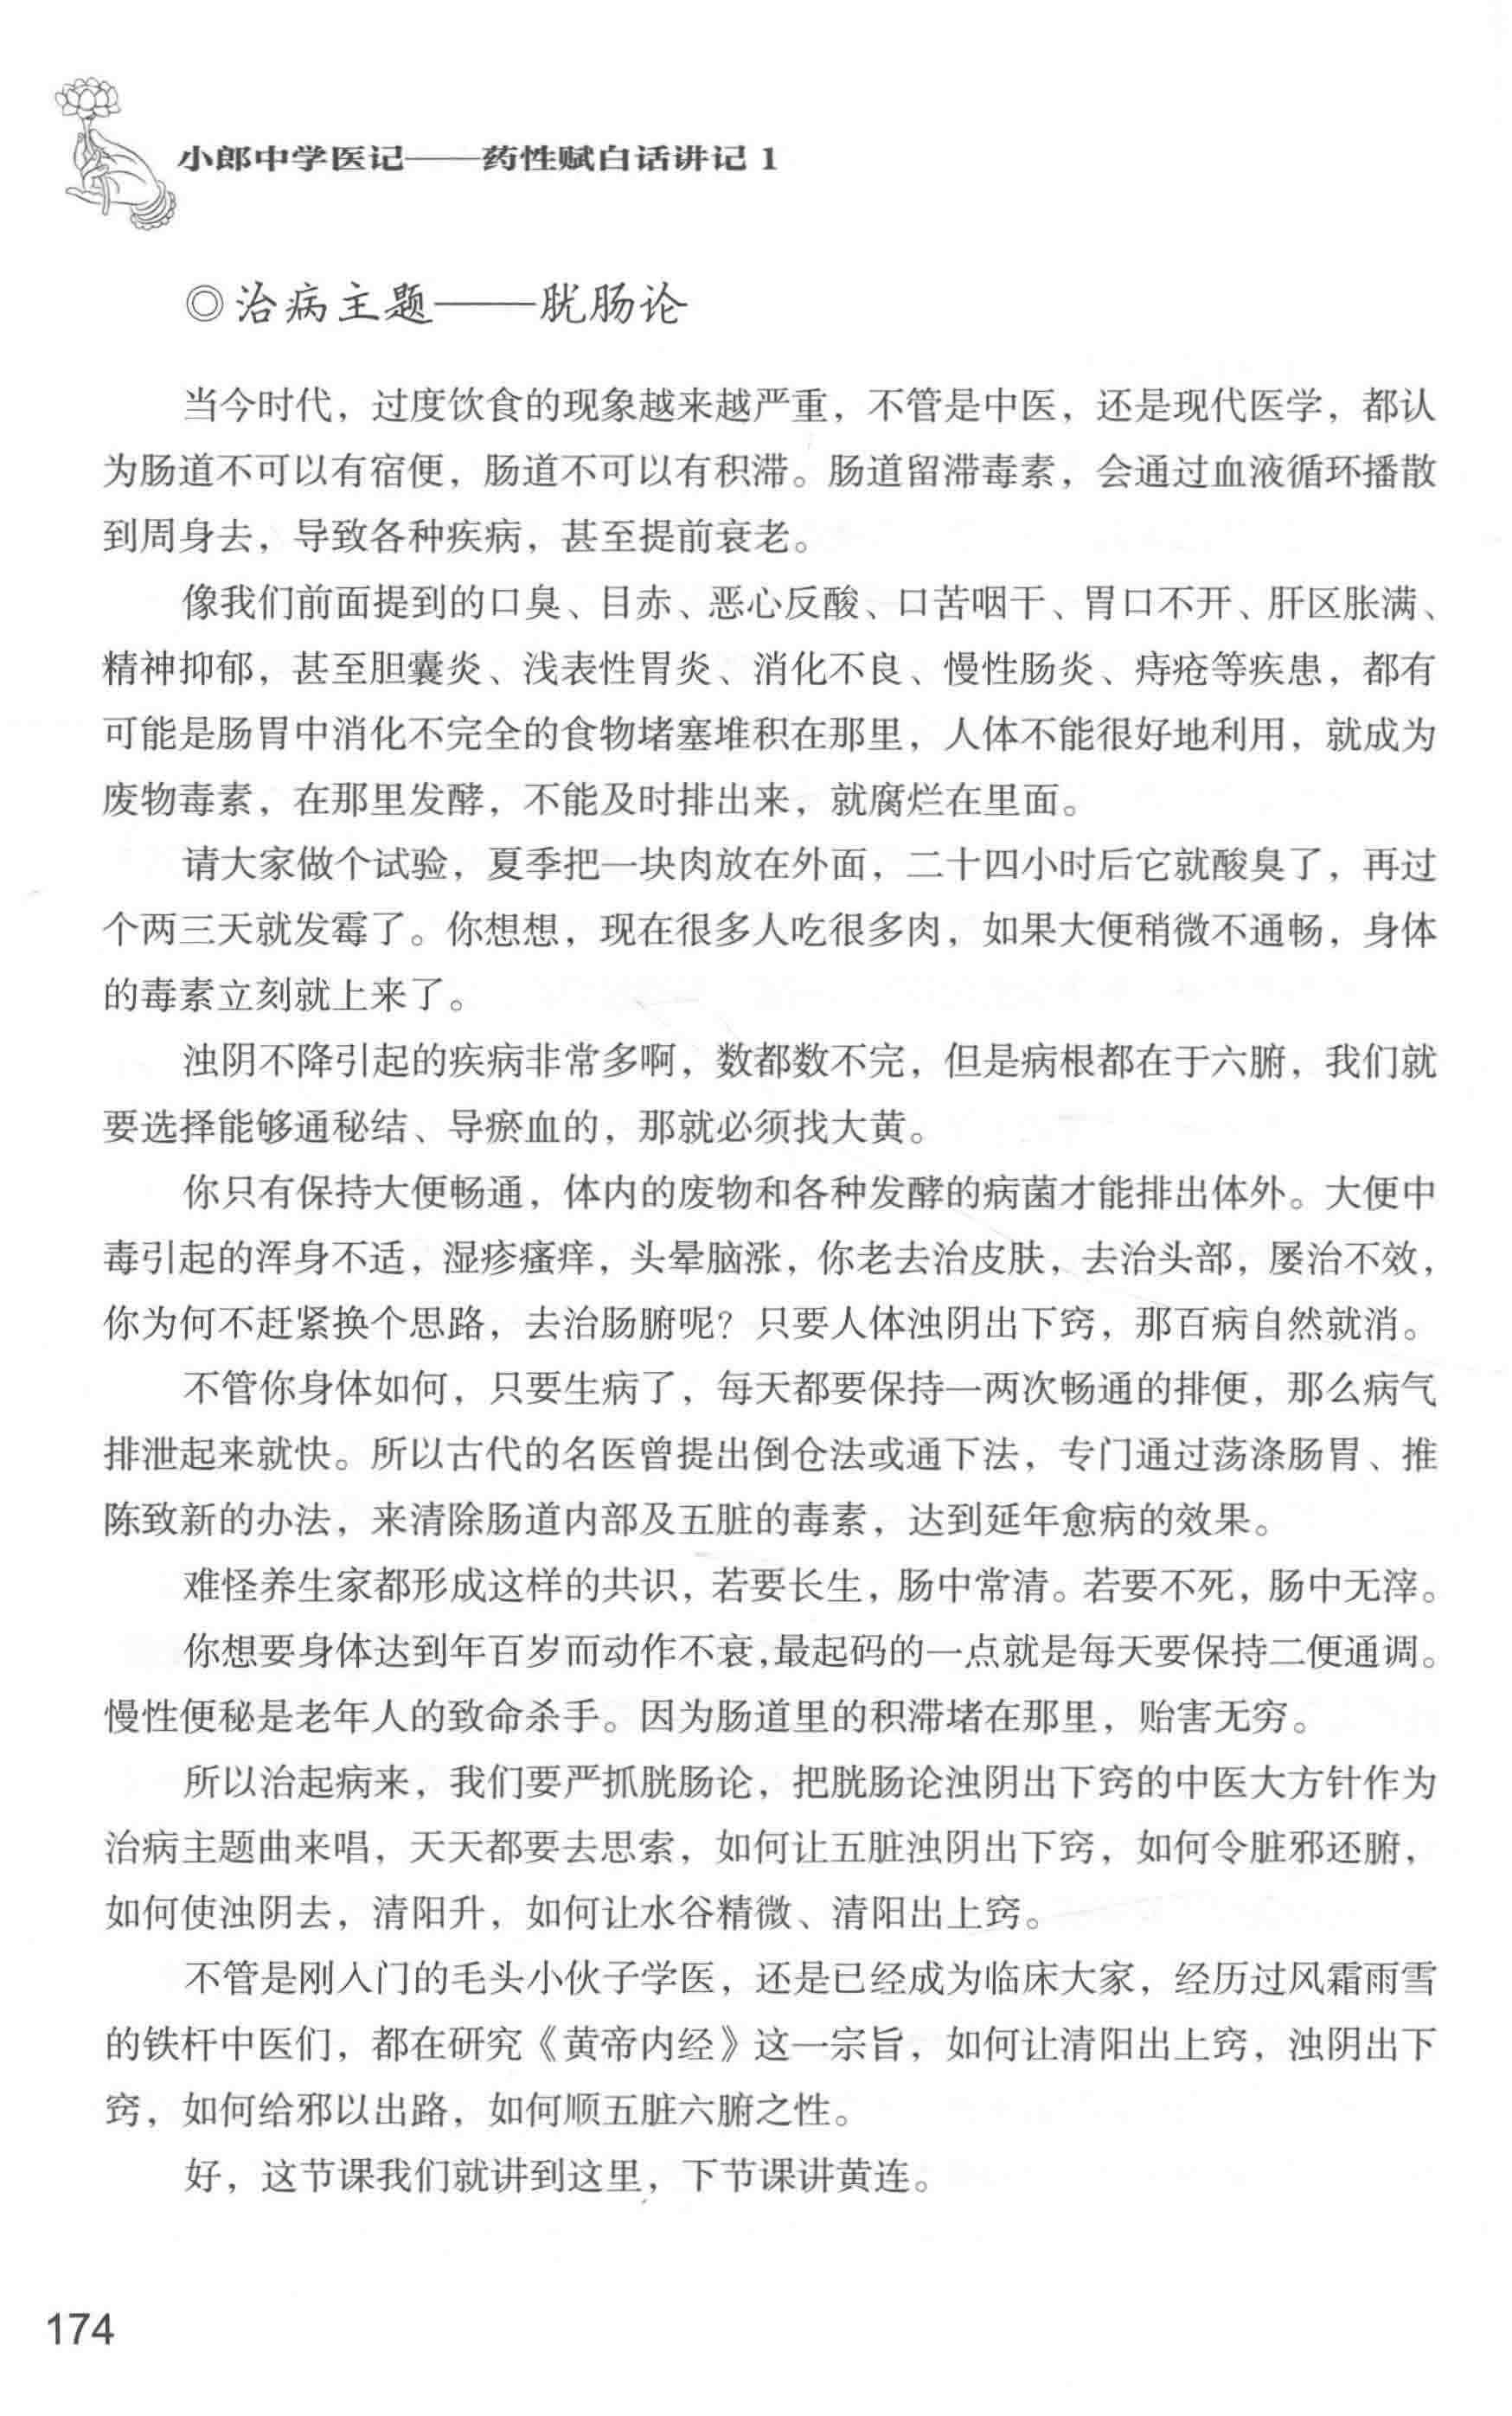 小郎中学医记——药性赋白话讲记 1
◎治病主题——胱肠论
当今时代，过度饮食的现象越来越严重，不管是中医，还是现代医学，都认
为肠道不可以有宿便，肠道不可以有积滞。肠道留滞毒素，会通过血液循环播散
到周身去，导致各种疾病，甚至提前衰老。
像我们前面提到的口臭、目赤、恶心反酸、口苦咽干、胃口不开、肝区胀满、
精神抑郁，甚至胆囊炎、浅表性胃炎、消化不良、慢性肠炎、痔疮等疾患，都有
可能是肠胃中消化不完全的食物堵塞堆积在那里，人体不能很好地利用，就成为
废物毒素，在那里发酵，不能及时排出来，就腐烂在里面。
请大家做个试验，夏季把一块肉放在外面，二十四小时后它就酸臭了，再过
个两三天就发霉了。你想想，现在很多人吃很多肉，如果大便稍微不通畅，身体
的毒素立刻就上来了。
浊阴不降引起的疾病非常多啊，数都数不完，但是病根都在于六腑，我们就
要选择能够通秘结、导瘀血的，那就必须找大黄。
你只有保持大便畅通，体内的废物和各种发酵的病菌才能排出体外。大便中
毒引起的浑身不适，湿疹瘙痒，头晕脑涨，你老去治皮肤，去治头部，屡治不效，
你为何不赶紧换个思路，去治肠腑呢？只要人体浊阴出下窍，那百病自然就消。
不管你身体如何，只要生病了，每天都要保持一两次畅通的排便，那么病气
排泄起来就快。所以古代的名医曾提出倒仓法或通下法，专门通过荡涤肠胃、推
陈致新的办法，来清除肠道内部及五脏的毒素，达到延年愈病的效果。
难怪养生家都形成这样的共识，若要长生，肠中常清。若要不死，肠中无滓。
你想要身体达到年百岁而动作不衰，最起码的一点就是每天要保持二便通调。
慢性便秘是老年人的致命杀手。因为肠道里的积滞堵在那里，贻害无穷。
所以治起病来，我们要严抓胱肠论，把胱肠论浊阴出下窍的中医大方针作为
治病主题曲来唱，天天都要去思索，如何让五脏浊阴出下窍，如何令脏邪还腑，
如何使浊阴去，清阳升，如何让水谷精微、清阳出上窍。
不管是刚入门的毛头小伙子学医，还是已经成为临床大家，经历过风霜雨雪
的铁杆中医们，都在研究《黄帝内经》这一宗旨，如何让清阳出上窍，浊阴出下
窍，如何给邪以出路，如何顺五脏六腑之性。
好，这节课我们就讲到这里，下节课讲黄连。
174